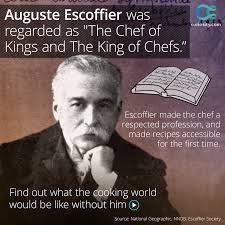 Auguste Escoffier was
regarded as "The Chef of
Kings and The King of Chefs.”
curiosity.com
Escoffier made the chef a
respected profession, and
made recipes accessible
for the first time.
Find out what the cooking world
would be like without him
Source: National Geographic, NNDB, Escoffier Society